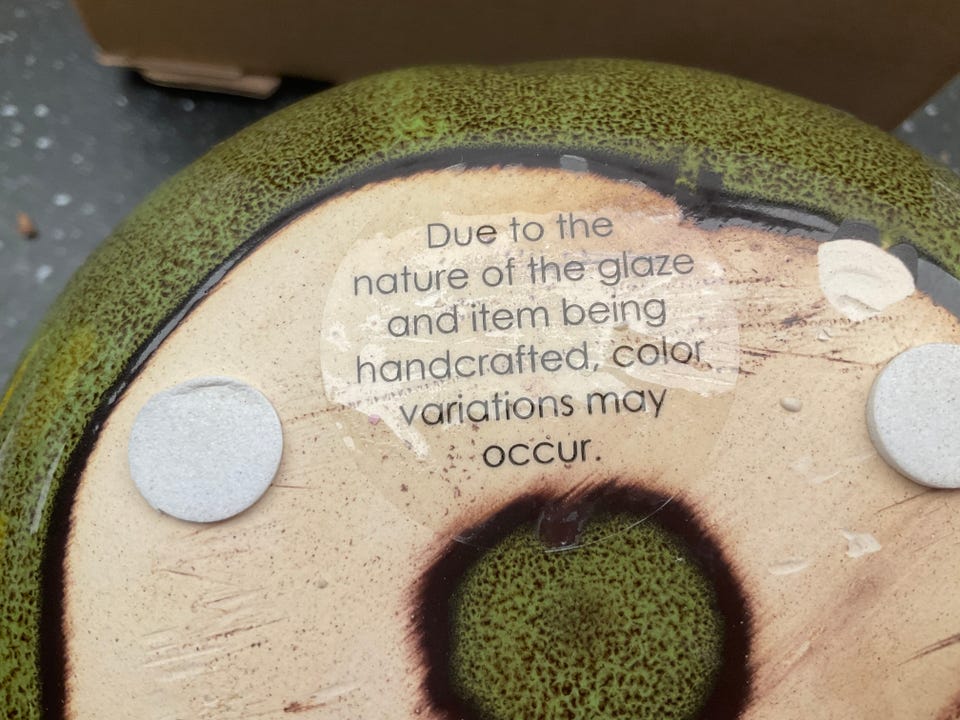 Due to the
nature of the glaze
and item being
handcrafted, color
variations may
occur.